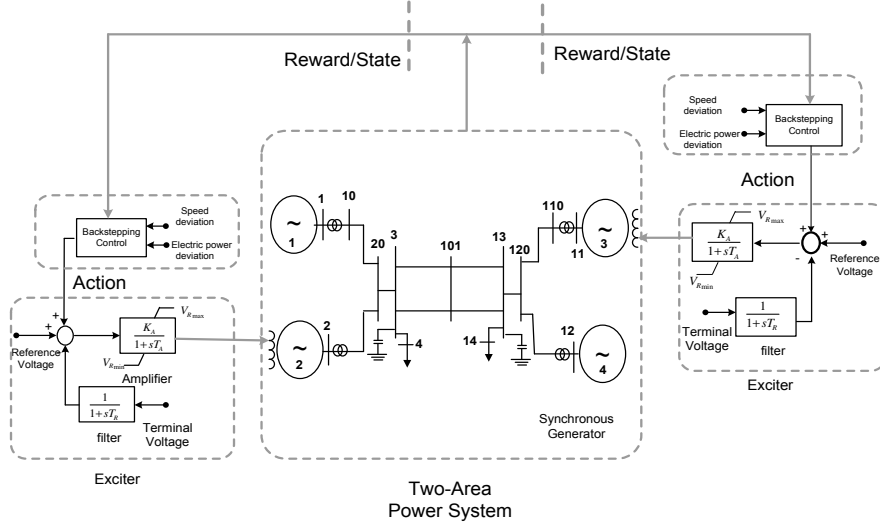 Reward/State
Reward/State
Speed
deviation
Electric power
deviation
Backstepping
Control
Action
V_Rmax
K_A
1+sT_A
V_Rmin
+
+
-
Reference
Voltage
1
1+sT_R
Terminal
Voltage
filter
Exciter
Backstepping
Control
Speed
deviation
Electric power
deviation
Action
+
+
+
Reference
Voltage
V_Rmax
K_A
1+sT_A
V_Rmin
Amplifier
1
1+sT_R
filter
Terminal
Voltage
Exciter
~
1
1
10
20
3
101
13
120
110
11
~
3
~
2
2
4
14
12
~
4
Synchronous
Generator
Two-Area
Power System